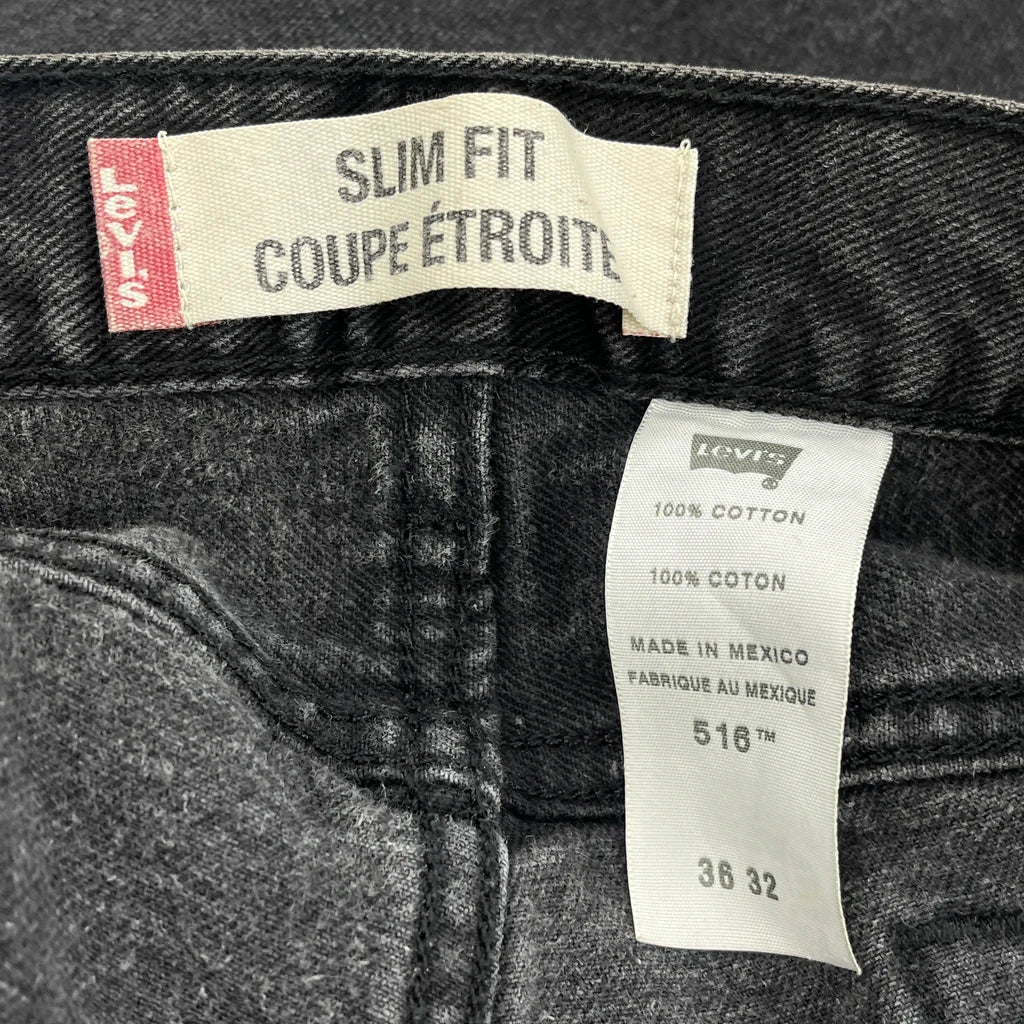 Levi's
SLIM FIT
COUPE ÉTROITE
Levi's ®
100% COTTON
100% COTON
MADE IN MEXICO
FABRIQUE AU MEXIQUE
516™
36 32